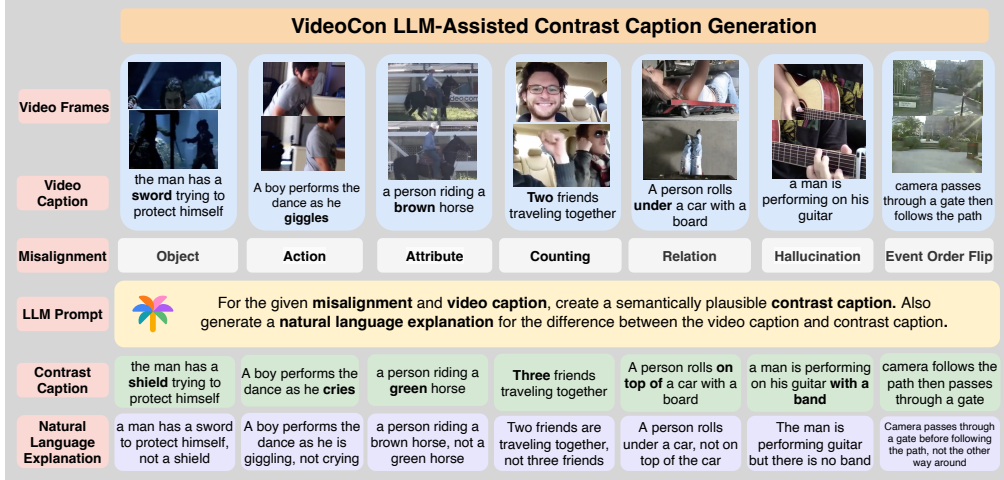 VideoCon LLM-Assisted Contrast Caption Generation
Video Frames
Video
Caption
the man has a
sword trying to
protect himself
A boy performs the
dance as he
giggles
a person riding a
brown horse
Two friends
traveling together
A person rolls
under a car with a
board
a man is
performing on his
guitar
camera passes
through a gate then
follows the path
Misalignment
Object
Action
Attribute
Counting
Relation
Hallucination
Event Order Flip
LLM Prompt
For the given misalignment and video caption, create a semantically plausible contrast caption. Also
generate a natural language explanation for the difference between the video caption and contrast caption.
Contrast
Caption
the man has a
shield trying to
protect himself
A boy performs the
dance as he cries
a person riding a
green horse
Three friends
traveling together
A person rolls on
top of a car with a
board
a man is performing
on his guitar with a
band
camera follows the
path then passes
through a gate
Natural
Language
Explanation
a man has a sword
to protect himself,
not a shield
A boy performs the
dance as he is
giggling, not crying
a person riding a
brown horse, not a
green horse
Two friends are
traveling together,
not three friends
A person rolls
under a car, not on
top of the car
The man is
performing guitar
but there is no band
Camera passes through
a gate before following
the path, not the other
way around